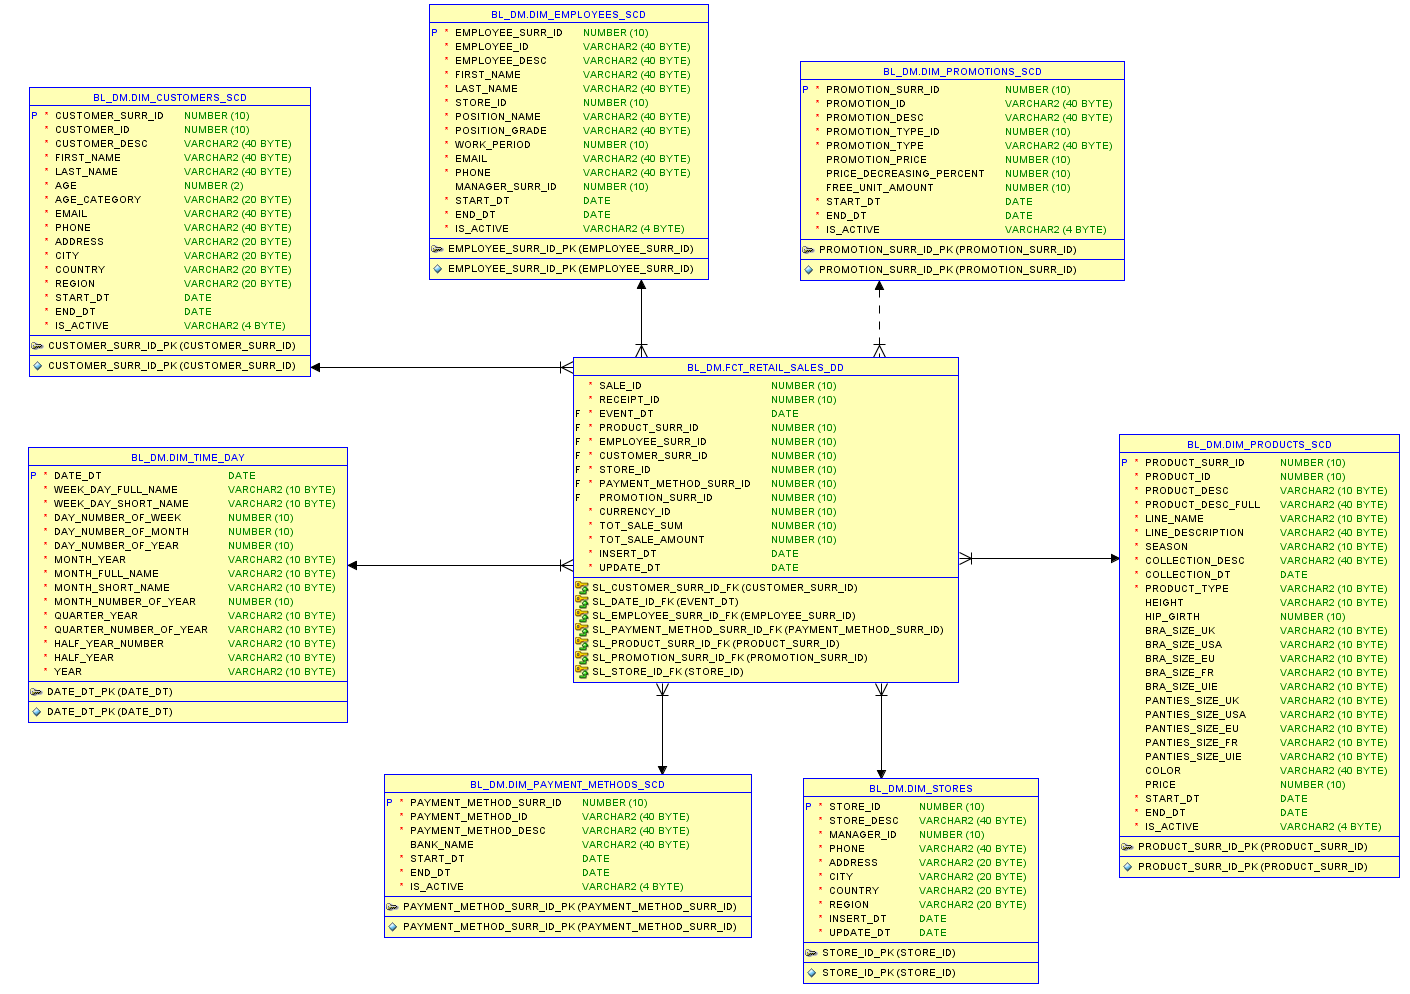 BL_DM.DIM_EMPLOYEES_SCD
P * EMPLOYEE_SURR_ID NUMBER (10)
* EMPLOYEE_ID VARCHAR2 (40 BYTE)
* EMPLOYEE_DESC VARCHAR2 (40 BYTE)
* FIRST_NAME VARCHAR2 (40 BYTE)
* LAST_NAME VARCHAR2 (40 BYTE)
* STORE_ID NUMBER (10)
* POSITION_NAME VARCHAR2 (40 BYTE)
* POSITION_GRADE VARCHAR2 (40 BYTE)
* WORK_PERIOD NUMBER (10)
* EMAIL VARCHAR2 (40 BYTE)
* PHONE VARCHAR2 (40 BYTE)
MANAGER_SURR_ID NUMBER (10)
* START_DT DATE
* END_DT DATE
* IS_ACTIVE VARCHAR2 (4 BYTE)
EMPLOYEE_SURR_ID_PK (EMPLOYEE_SURR_ID)
EMPLOYEE_SURR_ID_PK (EMPLOYEE_SURR_ID)
BL_DM.DIM_PROMOTIONS_SCD
P * PROMOTION_SURR_ID NUMBER (10)
* PROMOTION_ID VARCHAR2 (40 BYTE)
* PROMOTION_DESC VARCHAR2 (40 BYTE)
* PROMOTION_TYPE_ID NUMBER (10)
* PROMOTION_TYPE VARCHAR2 (40 BYTE)
PROMOTION_PRICE NUMBER (10)
PRICE_DECREASING_PERCENT NUMBER (10)
FREE_UNIT_AMOUNT NUMBER (10)
* START_DT DATE
* END_DT DATE
* IS_ACTIVE VARCHAR2 (4 BYTE)
PROMOTION_SURR_ID_PK (PROMOTION_SURR_ID)
PROMOTION_SURR_ID_PK (PROMOTION_SURR_ID)
BL_DM.DIM_CUSTOMERS_SCD
P * CUSTOMER_SURR_ID NUMBER (10)
* CUSTOMER_ID NUMBER (10)
* CUSTOMER_DESC VARCHAR2 (40 BYTE)
* FIRST_NAME VARCHAR2 (40 BYTE)
* LAST_NAME VARCHAR2 (40 BYTE)
* AGE NUMBER (2)
* AGE_CATEGORY VARCHAR2 (20 BYTE)
* EMAIL VARCHAR2 (40 BYTE)
* PHONE VARCHAR2 (40 BYTE)
* ADDRESS VARCHAR2 (20 BYTE)
* CITY VARCHAR2 (20 BYTE)
* COUNTRY VARCHAR2 (20 BYTE)
* REGION VARCHAR2 (20 BYTE)
* START_DT DATE
* END_DT DATE
* IS_ACTIVE VARCHAR2 (4 BYTE)
CUSTOMER_SURR_ID_PK (CUSTOMER_SURR_ID)
CUSTOMER_SURR_ID_PK (CUSTOMER_SURR_ID)
BL_DM.FCT_RETAIL_SALES_DD
* SALE_ID NUMBER (10)
* RECEIPT_ID NUMBER (10)
F * EVENT_DT DATE
F * PRODUCT_SURR_ID NUMBER (10)
F * EMPLOYEE_SURR_ID NUMBER (10)
F * CUSTOMER_SURR_ID NUMBER (10)
F * STORE_ID NUMBER (10)
F * PAYMENT_METHOD_SURR_ID NUMBER (10)
F PROMOTION_SURR_ID NUMBER (10)
* CURRENCY_ID NUMBER (10)
* TOT_SALE_SUM NUMBER (10)
* TOT_SALE_AMOUNT NUMBER (10)
* INSERT_DT DATE
* UPDATE_DT DATE
SL_CUSTOMER_SURR_ID_FK (CUSTOMER_SURR_ID)
SL_DATE_ID_FK (EVENT_DT)
SL_EMPLOYEE_SURR_ID_FK (EMPLOYEE_SURR_ID)
SL_PAYMENT_METHOD_SURR_ID_FK (PAYMENT_METHOD_SURR_ID)
SL_PRODUCT_SURR_ID_FK (PRODUCT_SURR_ID)
SL_PROMOTION_SURR_ID_FK (PROMOTION_SURR_ID)
SL_STORE_ID_FK (STORE_ID)
BL_DM.DIM_TIME_DAY
P * DATE_DT DATE
* WEEK_DAY_FULL_NAME VARCHAR2 (10 BYTE)
* WEEK_DAY_SHORT_NAME VARCHAR2 (10 BYTE)
* DAY_NUMBER_OF_WEEK NUMBER (10)
* DAY_NUMBER_OF_MONTH NUMBER (10)
* DAY_NUMBER_OF_YEAR NUMBER (10)
* MONTH_YEAR VARCHAR2 (10 BYTE)
* MONTH_FULL_NAME VARCHAR2 (10 BYTE)
* MONTH_SHORT_NAME VARCHAR2 (10 BYTE)
* MONTH_NUMBER_OF_YEAR NUMBER (10)
* QUARTER_YEAR VARCHAR2 (10 BYTE)
* QUARTER_NUMBER_OF_YEAR VARCHAR2 (10 BYTE)
* HALF_YEAR_NUMBER VARCHAR2 (10 BYTE)
* HALF_YEAR VARCHAR2 (10 BYTE)
* YEAR VARCHAR2 (10 BYTE)
DATE_DT_PK (DATE_DT)
DATE_DT_PK (DATE_DT)
BL_DM.DIM_PRODUCTS_SCD
P * PRODUCT_SURR_ID NUMBER (10)
* PRODUCT_ID NUMBER (10)
* PRODUCT_DESC VARCHAR2 (10 BYTE)
* PRODUCT_DESC_FULL VARCHAR2 (40 BYTE)
* LINE_NAME VARCHAR2 (10 BYTE)
* LINE_DESCRIPTION VARCHAR2 (40 BYTE)
* SEASON VARCHAR2 (10 BYTE)
* COLLECTION_DESC VARCHAR2 (40 BYTE)
* COLLECTION_DT DATE
* PRODUCT_TYPE VARCHAR2 (10 BYTE)
HEIGHT VARCHAR2 (10 BYTE)
HIP_GIRTH NUMBER (10)
BRA_SIZE_UK VARCHAR2 (10 BYTE)
BRA_SIZE_USA VARCHAR2 (10 BYTE)
BRA_SIZE_EU VARCHAR2 (10 BYTE)
BRA_SIZE_FR VARCHAR2 (10 BYTE)
BRA_SIZE_UIE VARCHAR2 (10 BYTE)
PANTIES_SIZE_UK VARCHAR2 (10 BYTE)
PANTIES_SIZE_USA VARCHAR2 (10 BYTE)
PANTIES_SIZE_EU VARCHAR2 (10 BYTE)
PANTIES_SIZE_FR VARCHAR2 (10 BYTE)
PANTIES_SIZE_UIE VARCHAR2 (10 BYTE)
COLOR VARCHAR2 (40 BYTE)
PRICE NUMBER (10)
* START_DT DATE
* END_DT DATE
* IS_ACTIVE VARCHAR2 (4 BYTE)
PRODUCT_SURR_ID_PK (PRODUCT_SURR_ID)
PRODUCT_SURR_ID_PK (PRODUCT_SURR_ID)
BL_DM.DIM_PAYMENT_METHODS_SCD
P * PAYMENT_METHOD_SURR_ID NUMBER (10)
* PAYMENT_METHOD_ID VARCHAR2 (40 BYTE)
* PAYMENT_METHOD_DESC VARCHAR2 (40 BYTE)
BANK_NAME VARCHAR2 (40 BYTE)
* START_DT DATE
* END_DT DATE
* IS_ACTIVE VARCHAR2 (4 BYTE)
PAYMENT_METHOD_SURR_ID_PK (PAYMENT_METHOD_SURR_ID)
PAYMENT_METHOD_SURR_ID_PK (PAYMENT_METHOD_SURR_ID)
BL_DM.DIM_STORES
P * STORE_ID NUMBER (10)
* STORE_DESC VARCHAR2 (40 BYTE)
* MANAGER_ID NUMBER (10)
* PHONE VARCHAR2 (40 BYTE)
* ADDRESS VARCHAR2 (20 BYTE)
* CITY VARCHAR2 (20 BYTE)
* COUNTRY VARCHAR2 (20 BYTE)
* REGION VARCHAR2 (20 BYTE)
* INSERT_DT DATE
* UPDATE_DT DATE
STORE_ID_PK (STORE_ID)
STORE_ID_PK (STORE_ID)